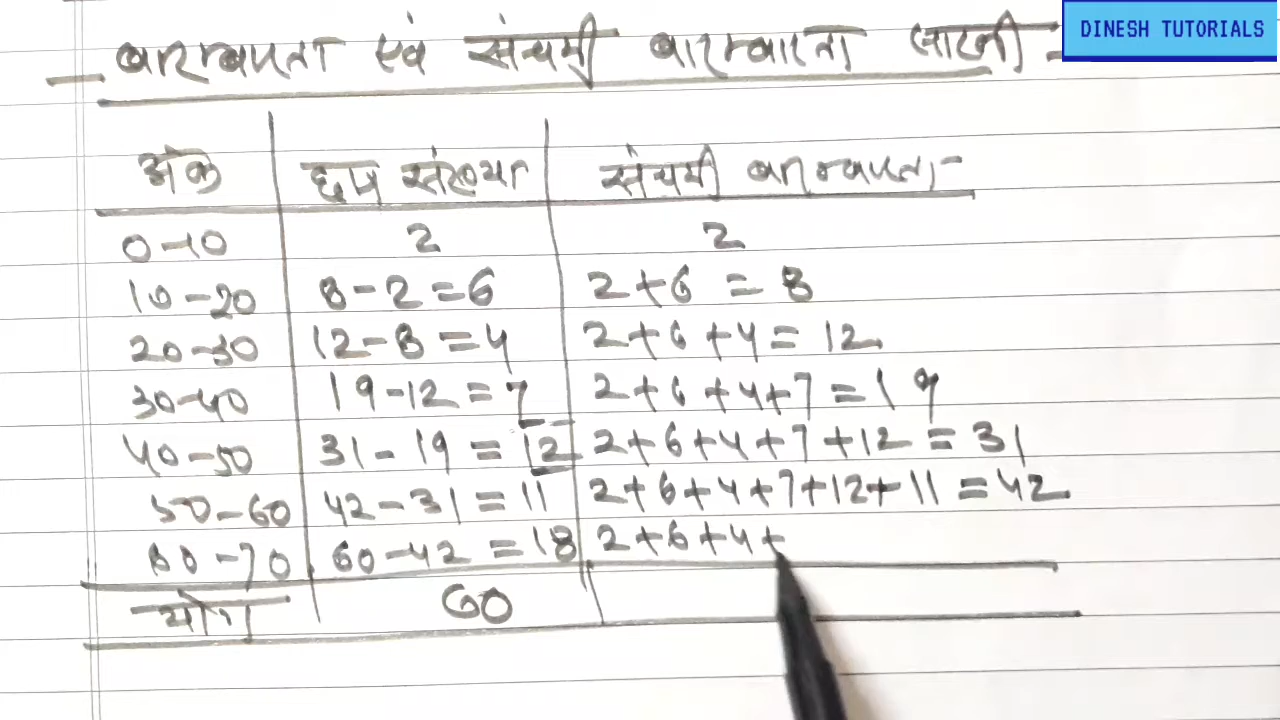 DINESH TUTORIALS
बारम्बारता एवं संचयी बारम्बारता सारणी -
अंक छात्र संख्या संचयी बारम्बारता -
0-10 2 2
10-20 8-2=6 2+6 = 8
20-30 12-8=4 2+6+4= 12
30-40 19-12=7 2+6+4+7=19
40-50 31-19=12 2+6+4+7+12=31
50-60 42-31=11 2+6+4+7+12+11=42
60-70 60-42=18 2+6+4+
योग 60